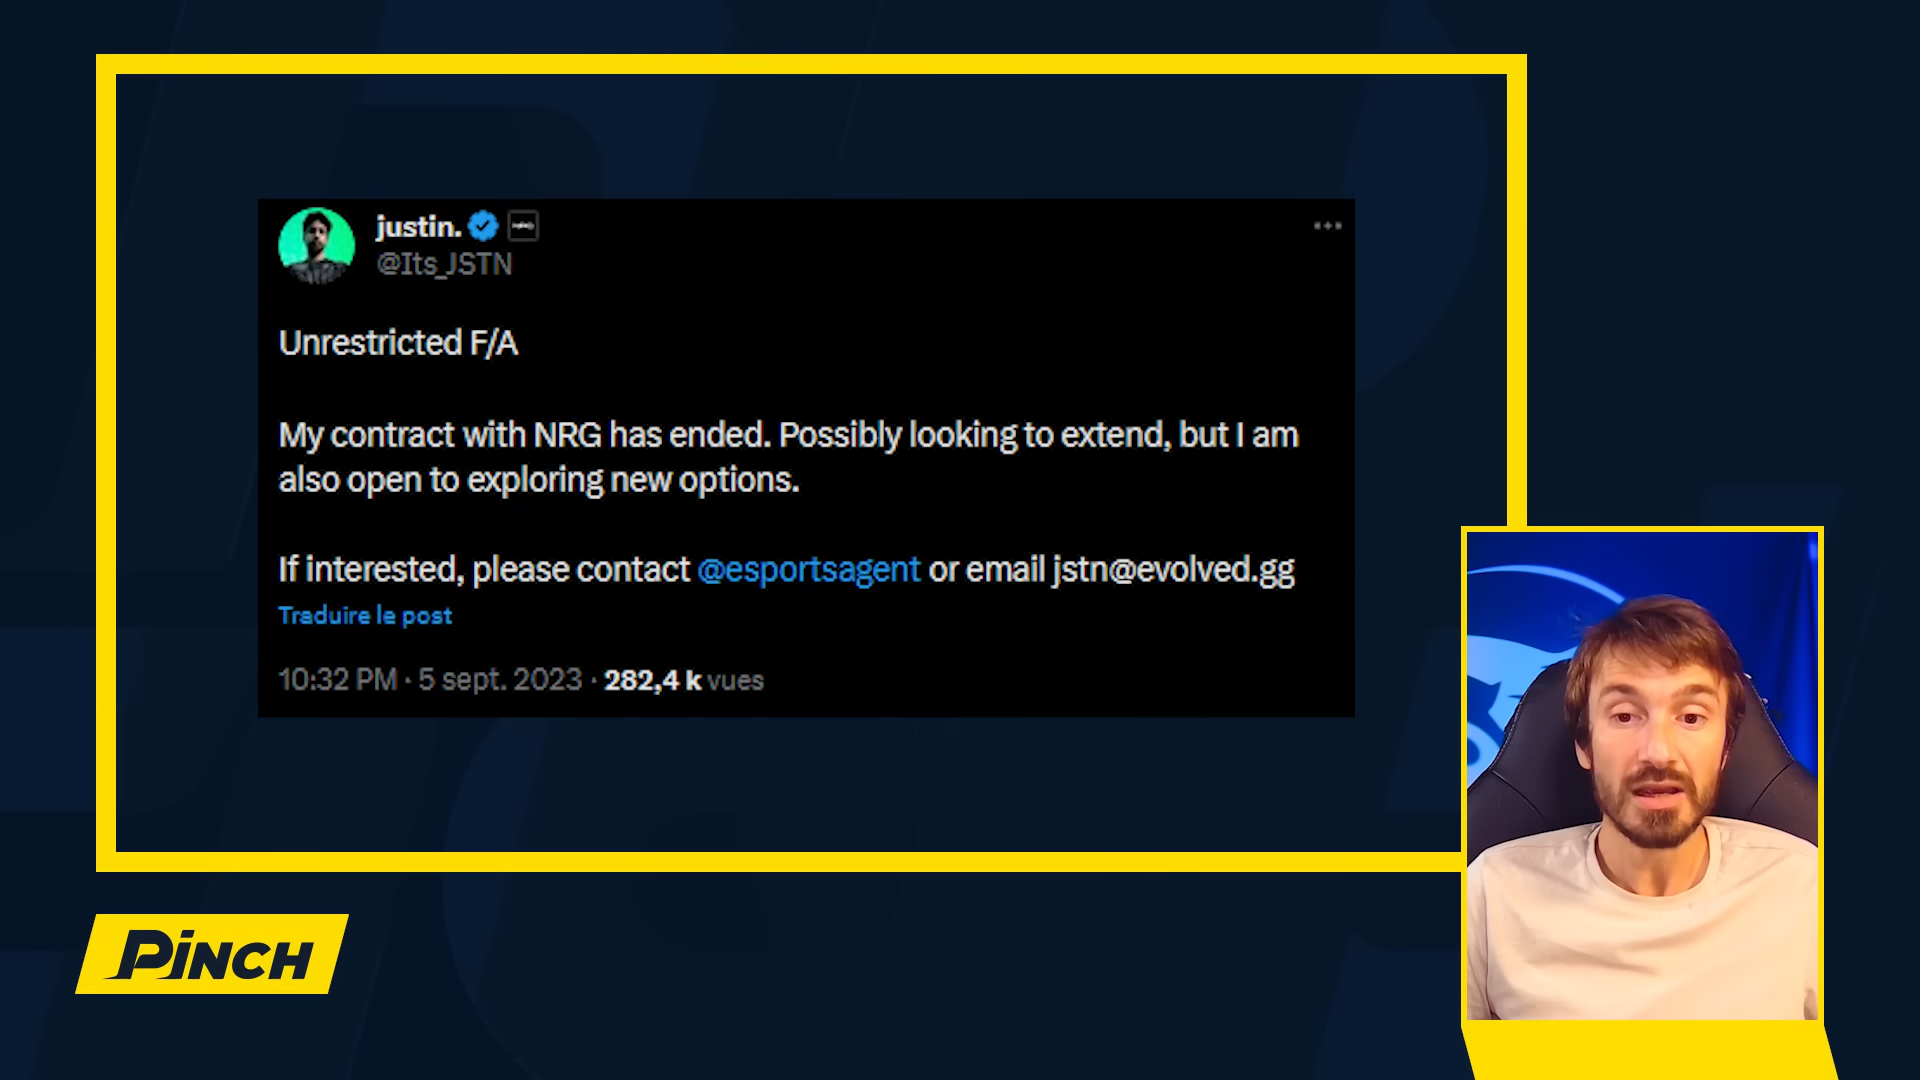 justin.
@Its_JSTN
Unrestricted F/A
My contract with NRG has ended. Possibly looking to extend, but I am
also open to exploring new options.
If interested, please contact @esportsagent or email jstn@evolved.gg
Traduire le post
10:32 PM · 5 sept. 2023 · 282,4 k vues
PINCH